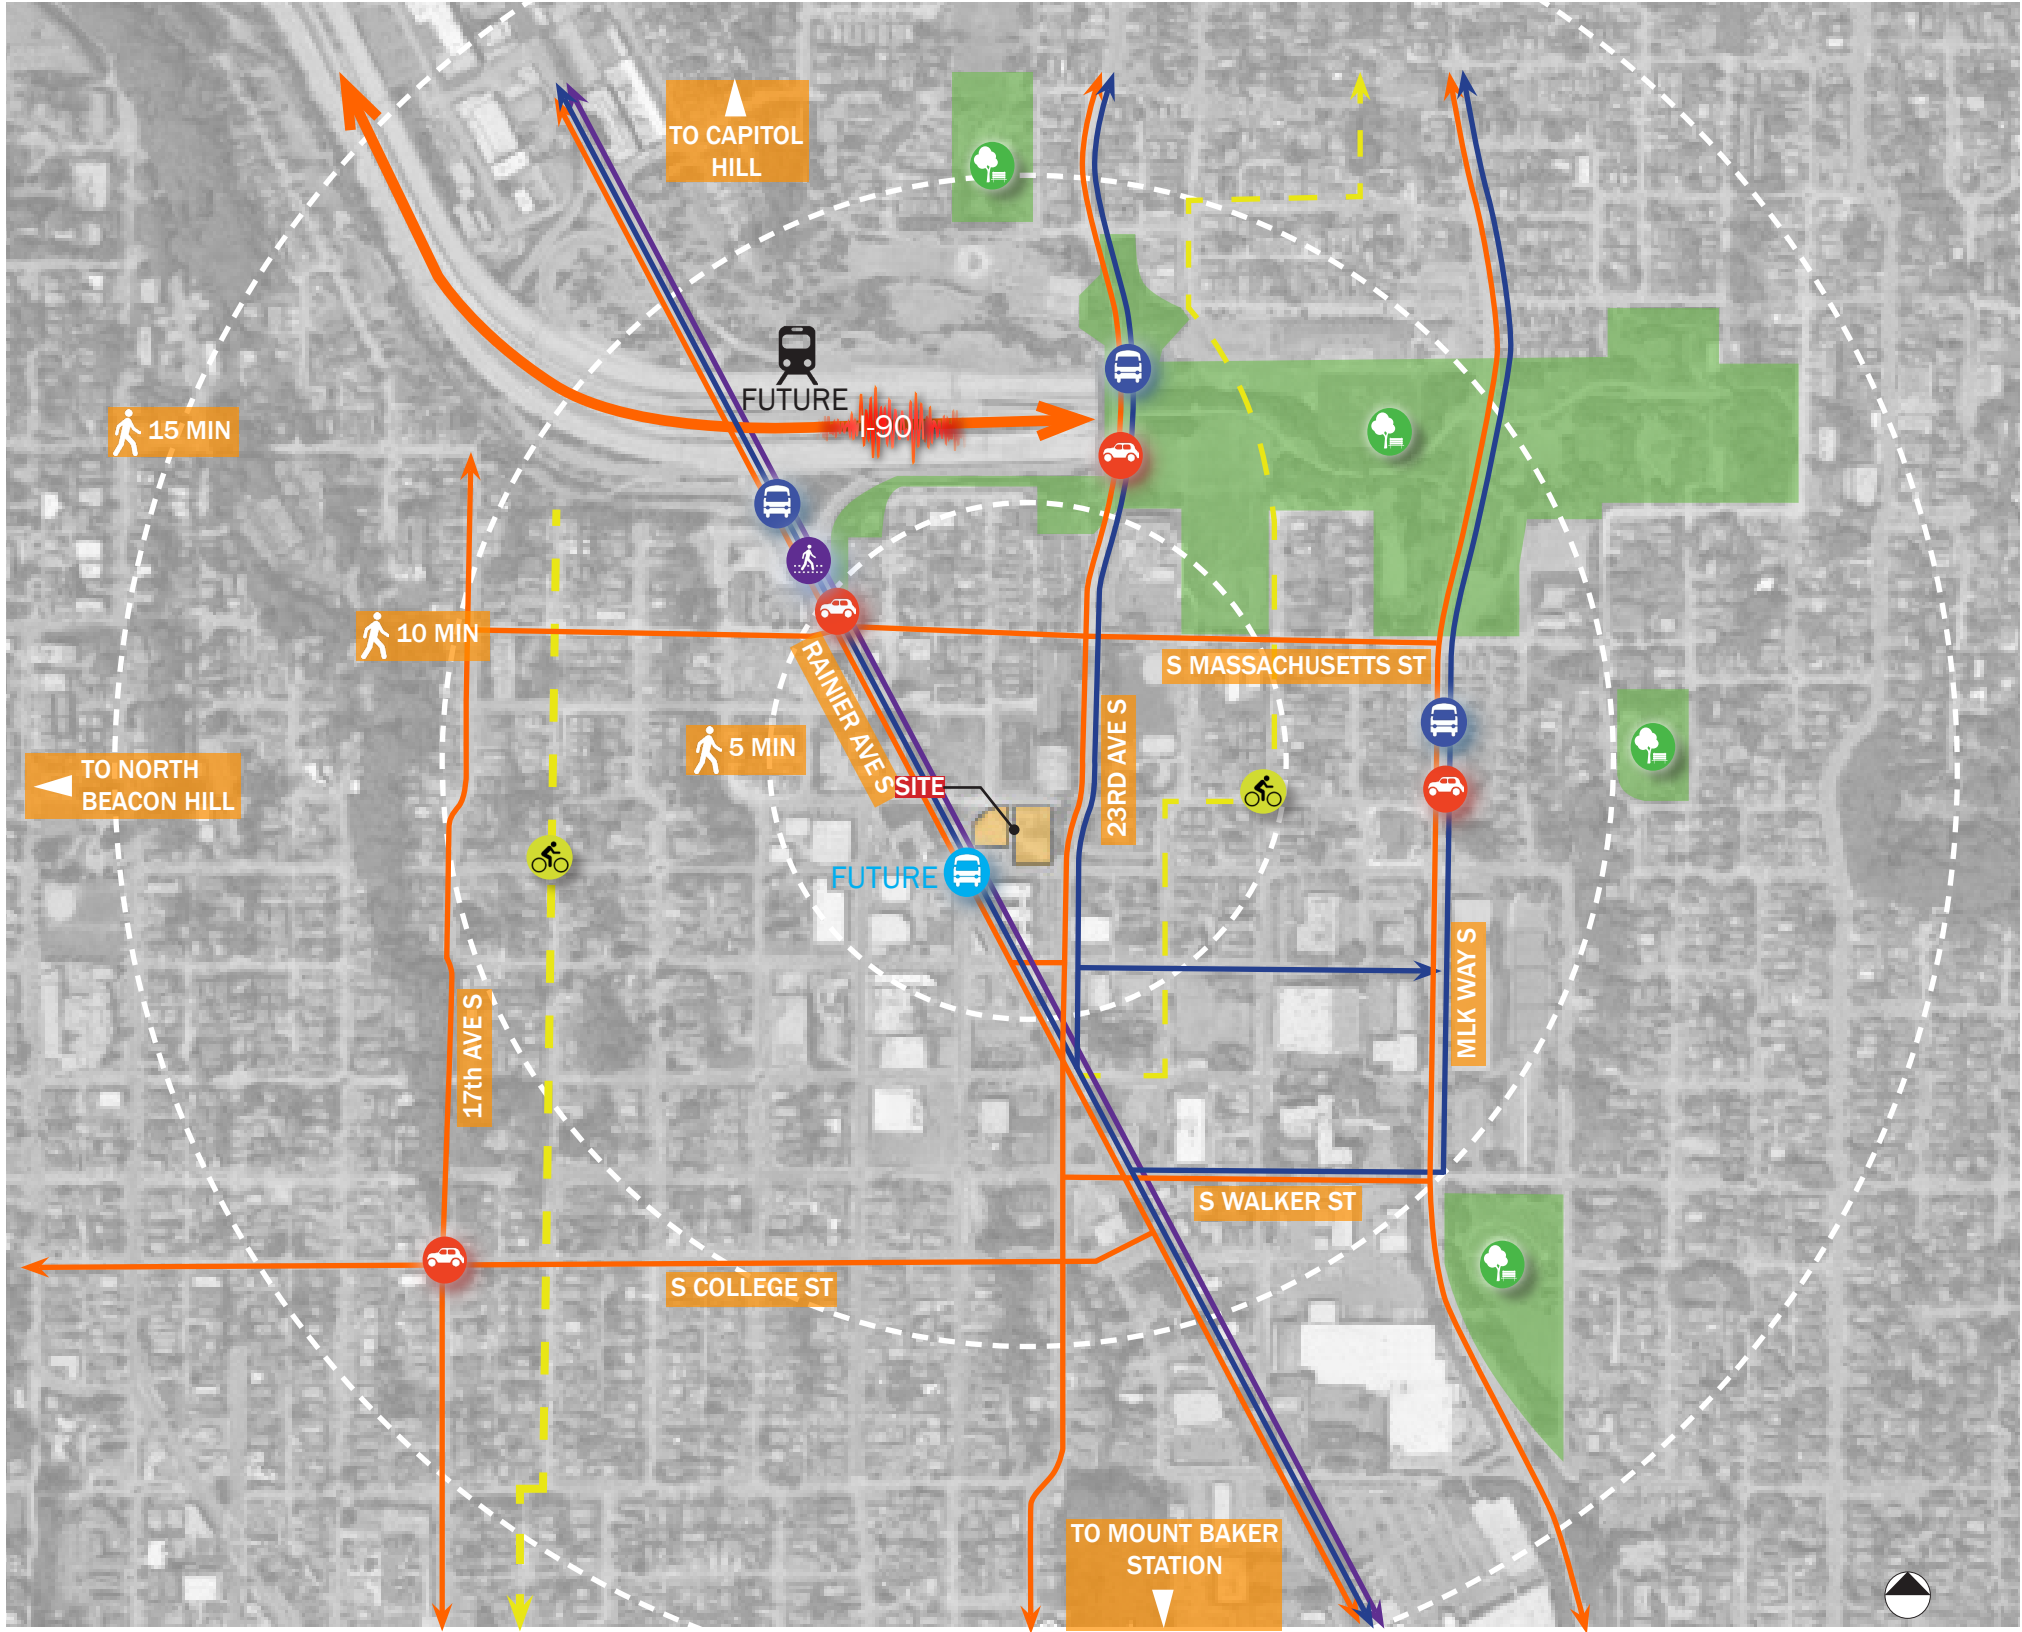 TO CAPITOL
HILL
FUTURE
I-90
15 MIN
10 MIN
S MASSACHUSETTS ST
RAINIER AVE S
23RD AVE S
5 MIN
TO NORTH
BEACON HILL
SITE
FUTURE
MLK WAY S
17th AVE S
S WALKER ST
S COLLEGE ST
TO MOUNT BAKER
STATION